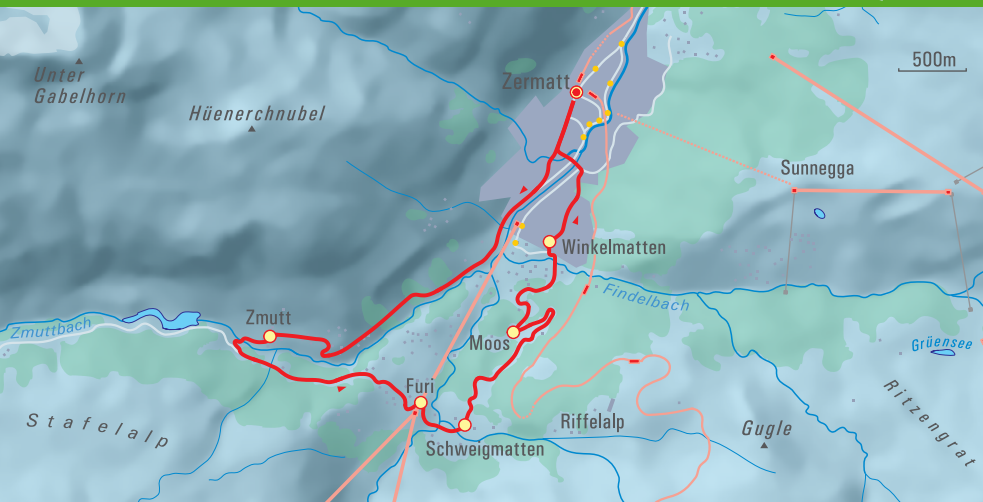 500m
Unter
Gabelhorn
Zermatt
Hüenerchnubel
Sunnegga
Winkelmatten
Findelbach
Zmutt
Zmuttbach
Moos
Grüensee
Furi
Ritzengrat
Stafelalp
Riffelalp
Gugle
Schweigmatten